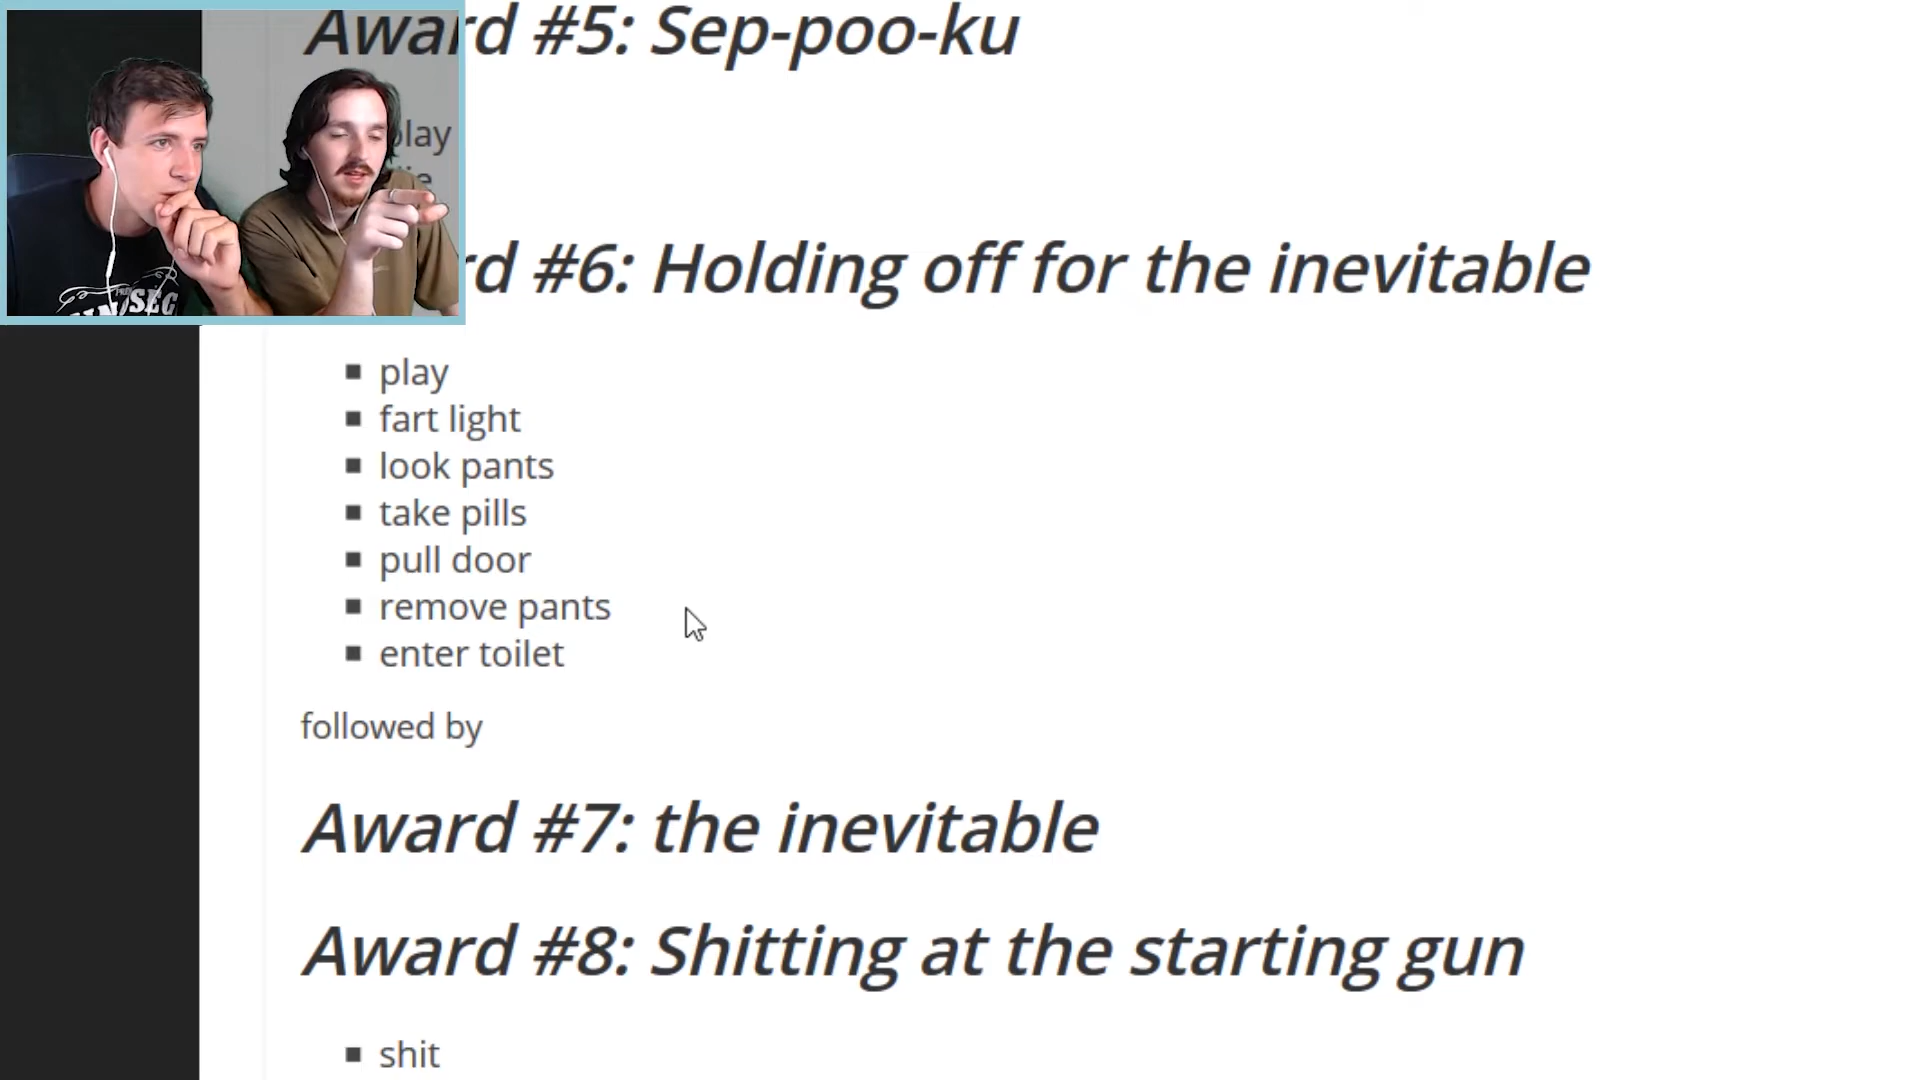 Award #5: Sep-poo-ku
play
rd #6: Holding off for the inevitable
play
fart light
look pants
take pills
pull door
remove pants
enter toilet
followed by
Award #7: the inevitable
Award #8: Shitting at the starting gun
shit